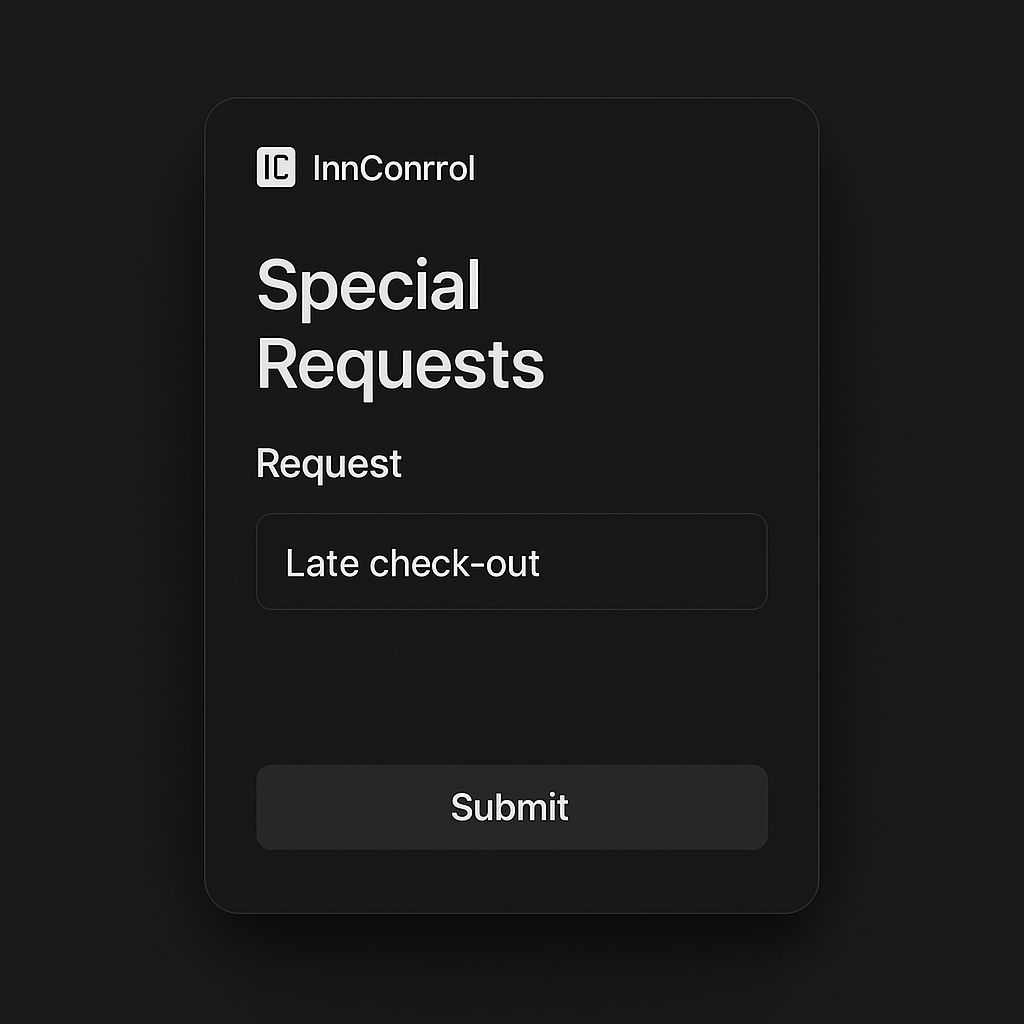 IC InnConrrol
Special
Requests
Request
Late check-out
Submit